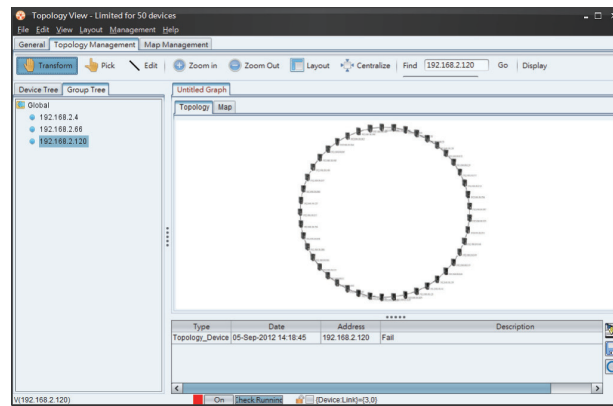 Topology View - Limited for 50 devices
File Edit View Layout Management Help
General Topology Management Map Management
Transform Pick Edit Zoom in Zoom Out Layout Centralize Find 192.168.2.120 Go Display
Device Tree Group Tree
Untitled Graph
Topology Map
Global
192.168.2.4
192.168.2.66
192.168.2.120
Type Date Address Description
Topology_Device 05-Sep-2012 14:18:45 192.168.2.120 Fail
V(192.168.2.120) On Check Running [Device:Link]=[3,0]